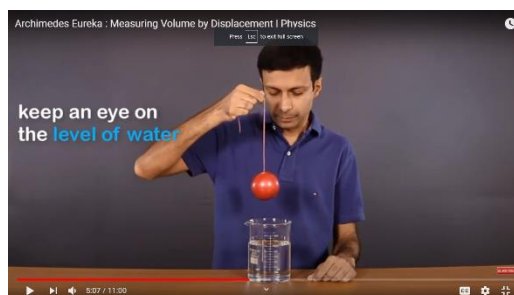 Archimedes Eureka : Measuring Volume by Displacement | Physics
Press Esc to exit full screen
keep an eye on
the level of water
5:07 / 11:00